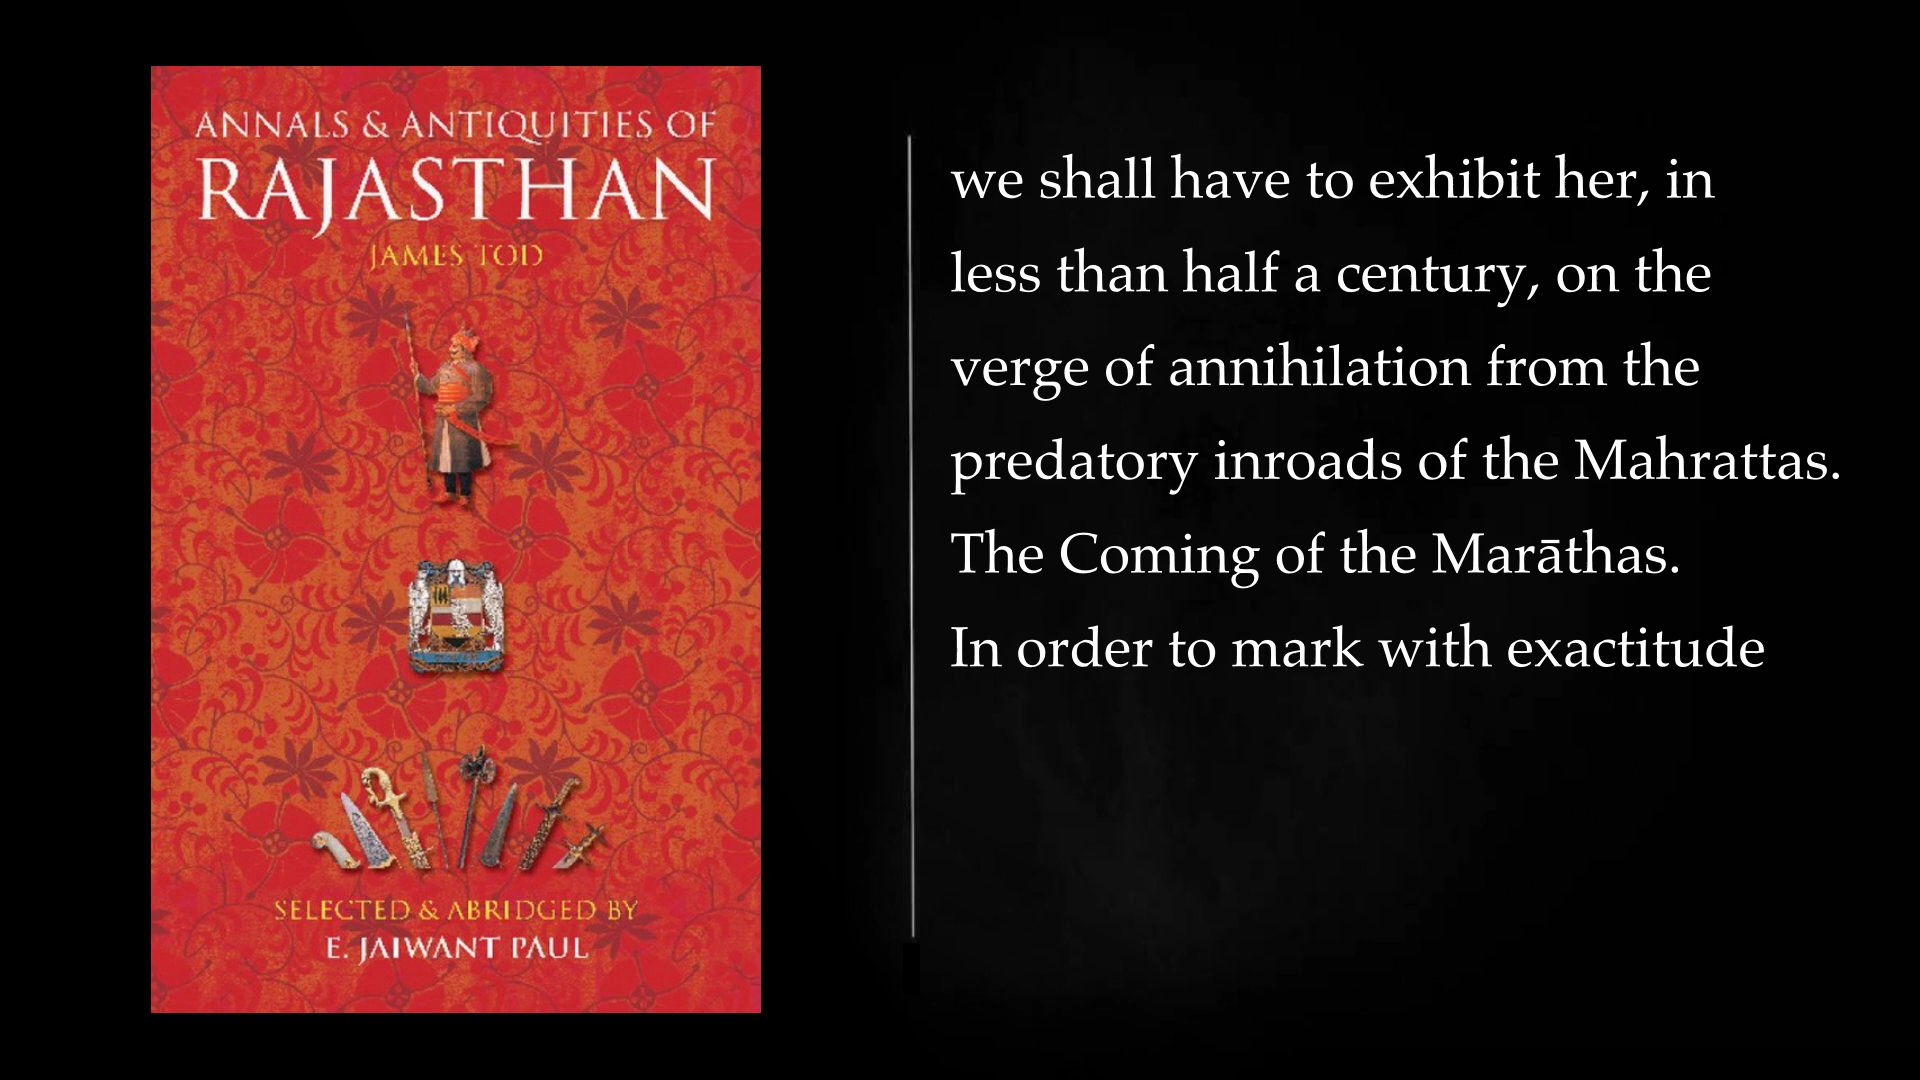 ANNALS & ANTIQUITIES OF
RAJASTHAN
JAMES TOD
SELECTED & ABRIDGED BY
E. JAIWANT PAUL
we shall have to exhibit her, in
less than half a century, on the
verge of annihilation from the
predatory inroads of the Mahrattas.
The Coming of the Marāthas.
In order to mark with exactitude